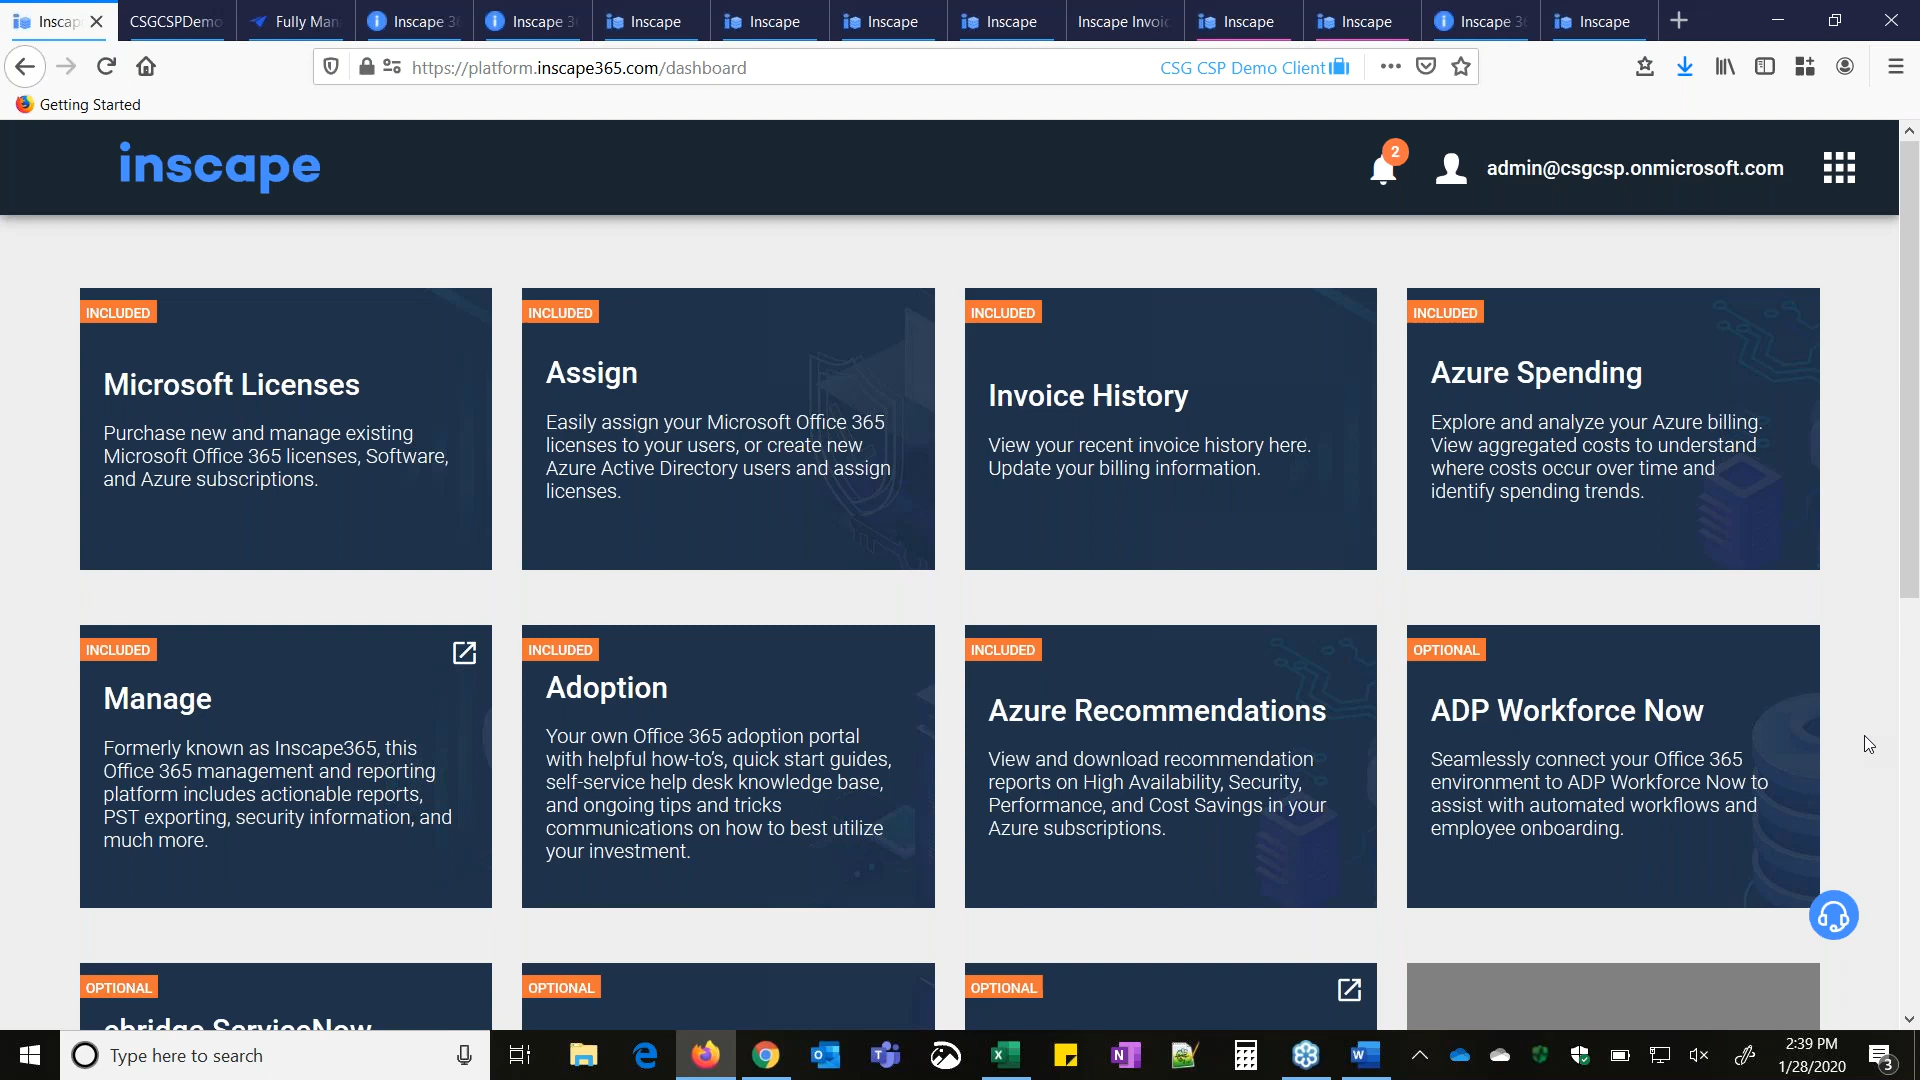 Inscap
CSGCSPDemo
Fully Man
Inscape 3
Inscape 3
Inscape
Inscape
Inscape
Inscape
Inscape Invoic
Inscape
Inscape
Inscape 3
Inscape
https://platform.inscape365.com/dashboard
CSG CSP Demo Client
Getting Started
inscape
2
admin@csgcsp.onmicrosoft.com
INCLUDED
Microsoft Licenses
Purchase new and manage existing
Microsoft Office 365 licenses, Software,
and Azure subscriptions.
INCLUDED
Assign
Easily assign your Microsoft Office 365
licenses to your users, or create new
Azure Active Directory users and assign
licenses.
INCLUDED
Invoice History
View your recent invoice history here.
Update your billing information.
INCLUDED
Azure Spending
Explore and analyze your Azure billing.
View aggregated costs to understand
where costs occur over time and
identify spending trends.
INCLUDED
Manage
Formerly known as Inscape365, this
Office 365 management and reporting
platform includes actionable reports,
PST exporting, security information, and
much more.
INCLUDED
Adoption
Your own Office 365 adoption portal
with helpful how-to's, quick start guides,
self-service help desk knowledge base,
and ongoing tips and tricks
communications on how to best utilize
your investment.
INCLUDED
Azure Recommendations
View and download recommendation
reports on High Availability, Security,
Performance, and Cost Savings in your
Azure subscriptions.
OPTIONAL
ADP Workforce Now
Seamlessly connect your Office 365
environment to ADP Workforce Now to
assist with automated workflows and
employee onboarding.
OPTIONAL
ebridge ServiceNow
OPTIONAL
OPTIONAL
Type here to search
2:39 PM
1/28/2020
3